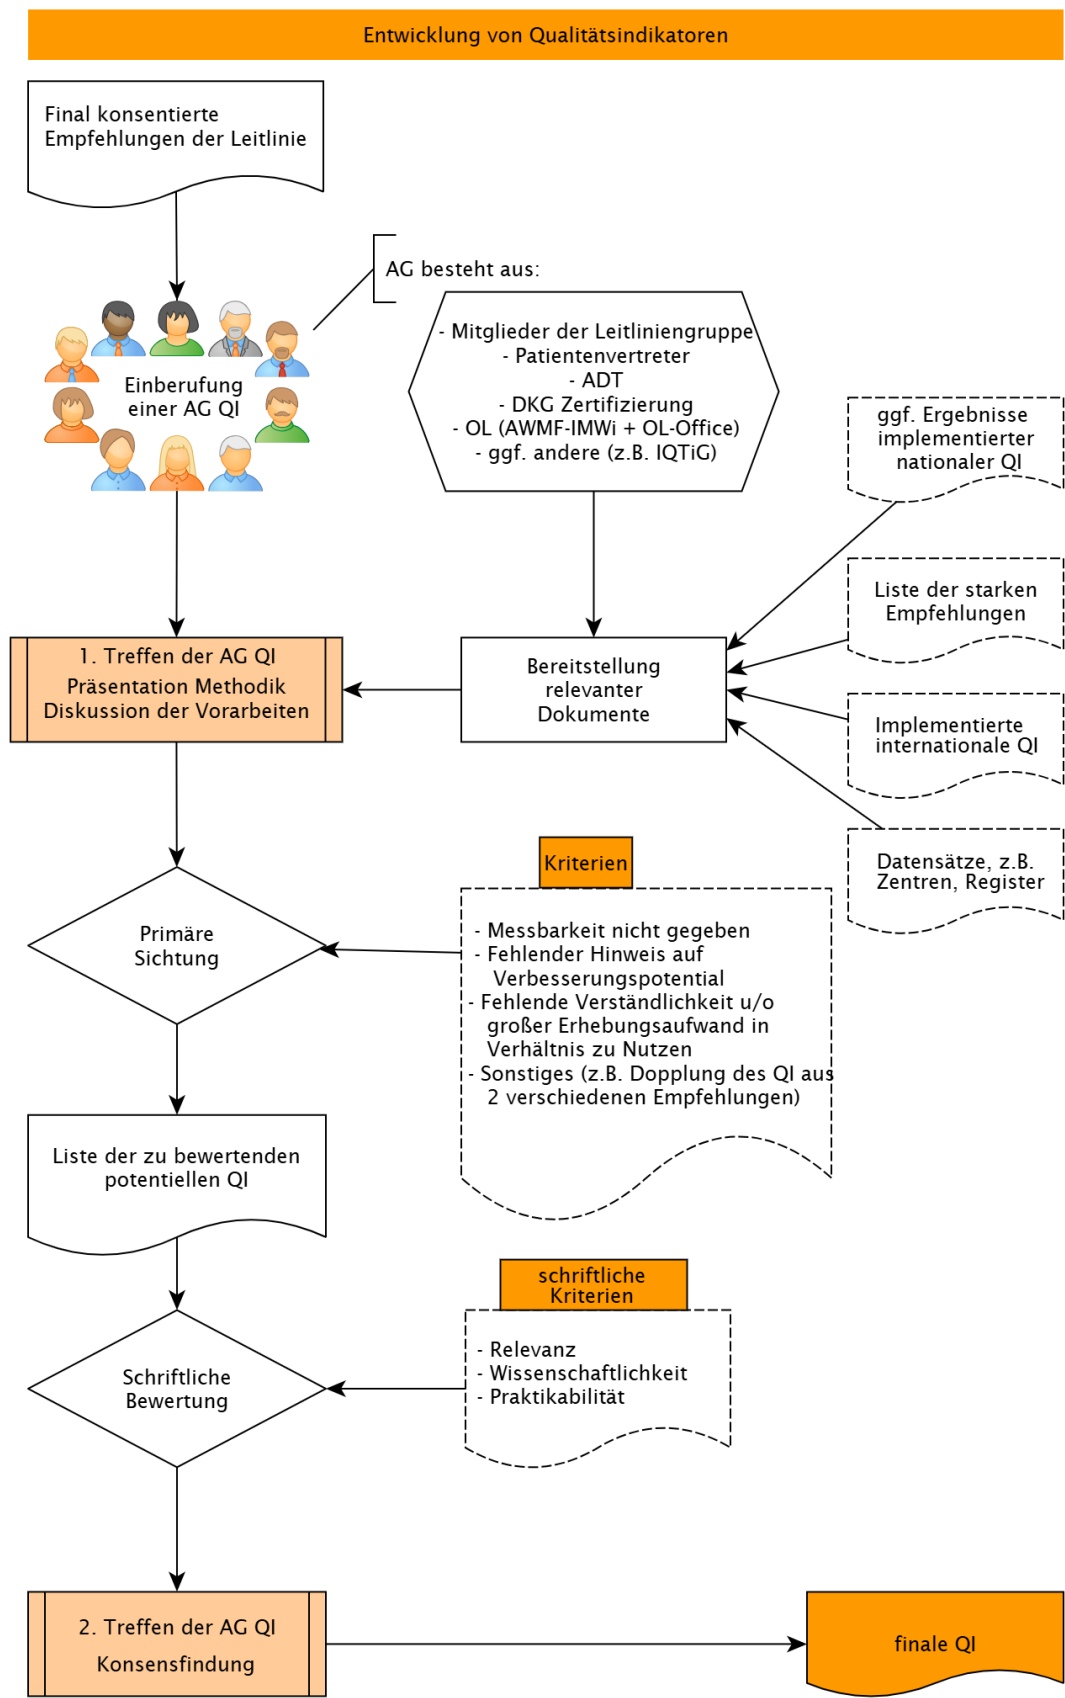 Entwicklung von Qualitätsindikatoren
Final konsentierte
Empfehlungen der Leitlinie
AG besteht aus:
Einberufung
einer AG QI
- Mitglieder der Leitliniengruppe
- Patientenvertreter
- ADT
- DKG Zertifizierung
- OL (AWMF-IMWi + OL-Office)
- ggf. andere (z.B. IQTiG)
ggf. Ergebnisse
implementierter
nationaler QI
Liste der starken
Empfehlungen
1. Treffen der AG QI
Präsentation Methodik
Diskussion der Vorarbeiten
Bereitstellung
relevanter
Dokumente
Implementierte
internationale QI
Datensätze, z.B.
Zentren, Register
Primäre
Sichtung
Kriterien
- Messbarkeit nicht gegeben
- Fehlender Hinweis auf
Verbesserungspotential
- Fehlende Verständlichkeit u/o
großer Erhebungsaufwand in
Verhältnis zu Nutzen
- Sonstiges (z.B. Dopplung des QI aus
2 verschiedenen Empfehlungen)
Liste der zu bewertenden
potentiellen QI
schriftliche
Kriterien
- Relevanz
- Wissenschaftlichkeit
- Praktikabilität
Schriftliche
Bewertung
2. Treffen der AG QI
Konsensfindung
finale QI